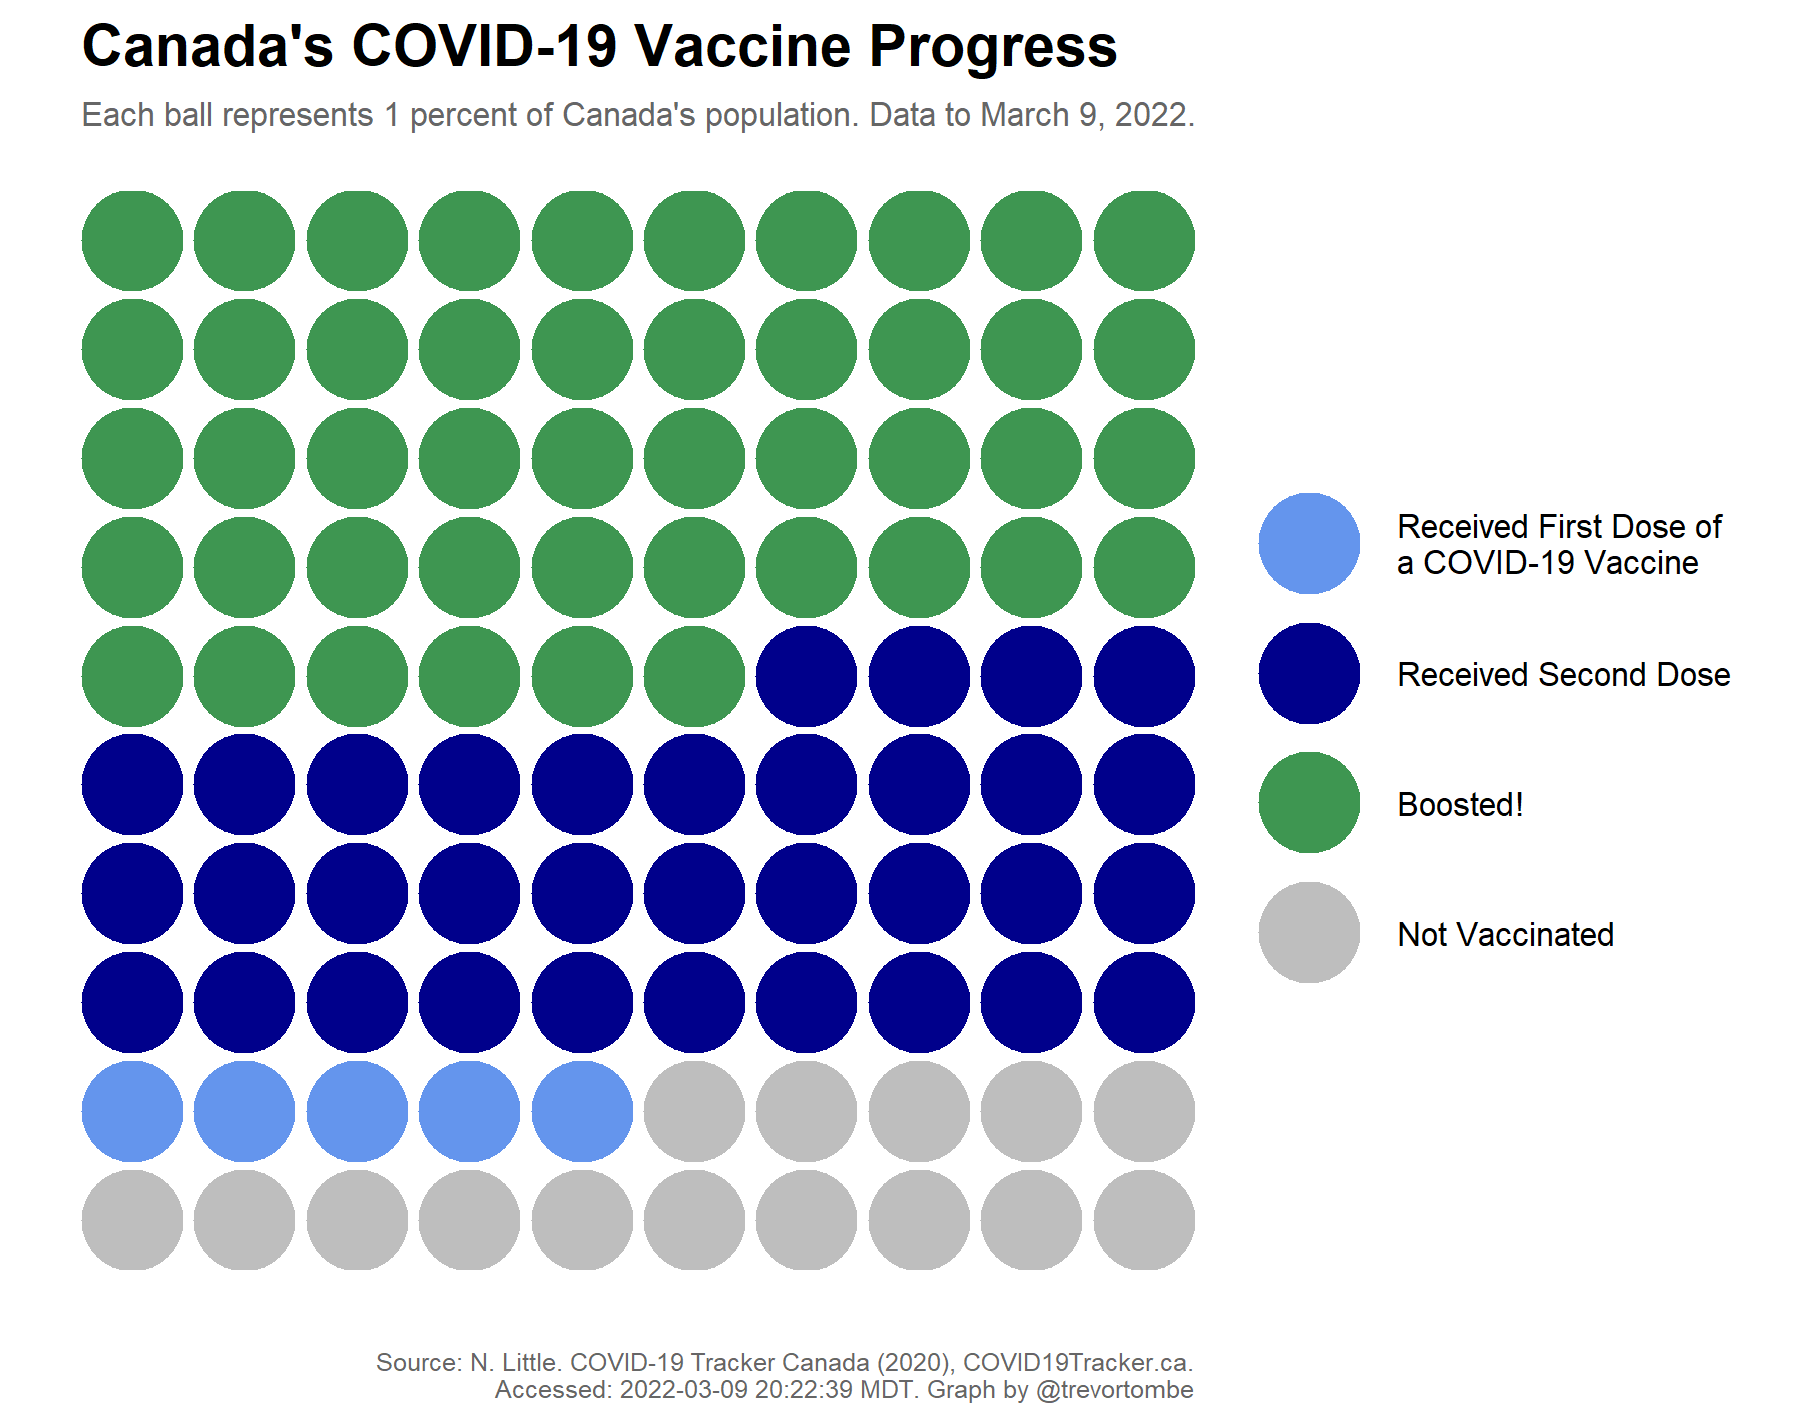 Canada's COVID-19 Vaccine Progress
Each ball represents 1 percent of Canada's population. Data to March 9, 2022.
Received First Dose of
a COVID-19 Vaccine
Received Second Dose
Boosted!
Not Vaccinated
Source: N. Little. COVID-19 Tracker Canada (2020), COVID19Tracker.ca.
Accessed: 2022-03-09 20:22:39 MDT. Graph by @trevortombe